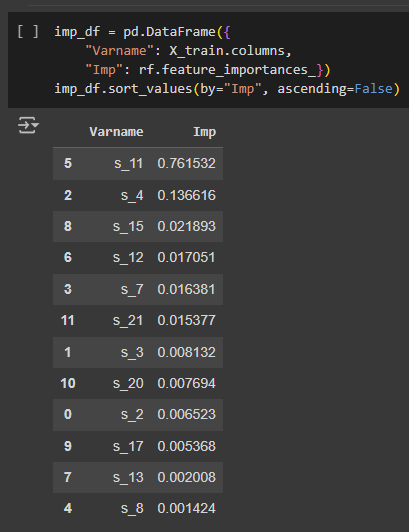 [ ] imp_df = pd.DataFrame({
"Varname": X_train.columns,
"Imp": rf.feature_importances_})
imp_df.sort_values(by="Imp", ascending=False)
Varname Imp
5 s_11 0.761532
2 s_4 0.136616
8 s_15 0.021893
6 s_12 0.017051
3 s_7 0.016381
11 s_21 0.015377
1 s_3 0.008132
10 s_20 0.007694
0 s_2 0.006523
9 s_17 0.005368
7 s_13 0.002008
4 s_8 0.001424